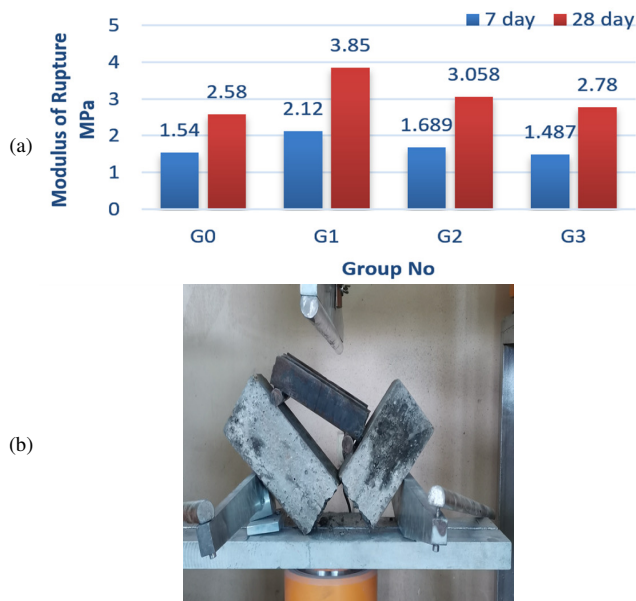 7 day 28 day
5
4
3
2
1
0
Modulus of Rupture
MPa
1.54
2.58
2.12
3.85
1.689
3.058
1.487
2.78
G0 G1 G2 G3
Group No
(a)
(b)